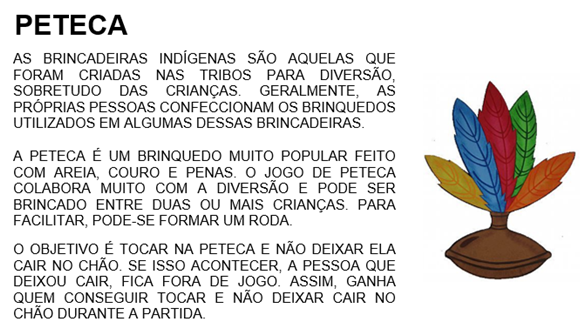 PETECA
AS BRINCADEIRAS INDÍGENAS SÃO AQUELAS QUE
FORAM CRIADAS NAS TRIBOS PARA DIVERSÃO,
SOBRETUDO DAS CRIANÇAS. GERALMENTE, AS
PRÓPRIAS PESSOAS CONFECCIONAM OS BRINQUEDOS
UTILIZADOS EM ALGUMAS DESSAS BRINCADEIRAS.
A PETECA É UM BRINQUEDO MUITO POPULAR FEITO
COM AREIA, COURO E PENAS. O JOGO DE PETECA
COLABORA MUITO COM A DIVERSÃO E PODE SER
BRINCADO ENTRE DUAS OU MAIS CRIANÇAS. PARA
FACILITAR, PODE-SE FORMAR UM RODA.
O OBJETIVO É TOCAR NA PETECA E NÃO DEIXAR ELA
CAIR NO CHÃO. SE ISSO ACONTECER, A PESSOA QUE
DEIXOU CAIR, FICA FORA DE JOGO. ASSIM, GANHA
QUEM CONSEGUIR TOCAR E NÃO DEIXAR CAIR NO
CHÃO DURANTE A PARTIDA.